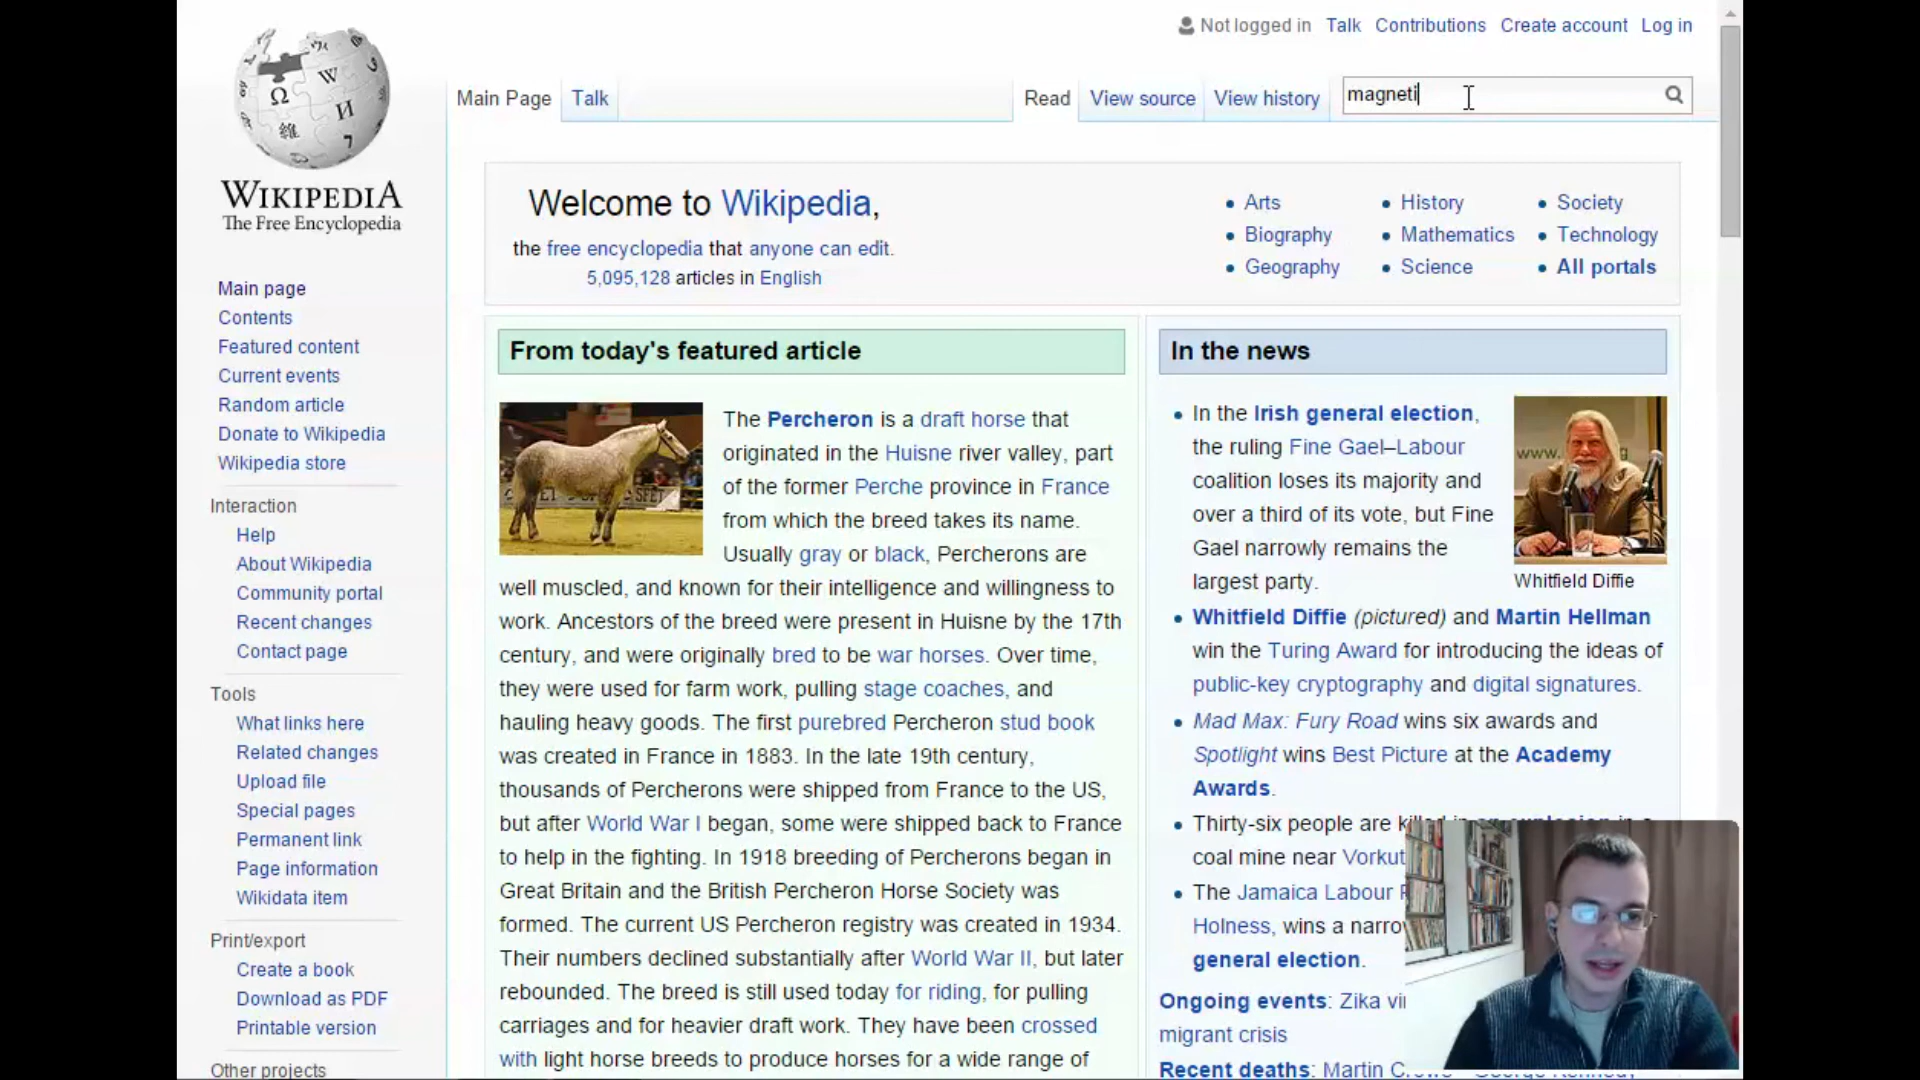 Not logged in Talk Contributions Create account Log in
Main Page Talk Read View source View history magneti
WIKIPEDIA
The Free Encyclopedia
Main page
Contents
Featured content
Current events
Random article
Donate to Wikipedia
Wikipedia store
Interaction
Help
About Wikipedia
Community portal
Recent changes
Contact page
Tools
What links here
Related changes
Upload file
Special pages
Permanent link
Page information
Wikidata item
Print/export
Create a book
Download as PDF
Printable version
Other projects
Welcome to Wikipedia,
the free encyclopedia that anyone can edit.
5,095,128 articles in English
Arts
Biography
Geography
History
Mathematics
Science
Society
Technology
All portals
From today's featured article
The Percheron is a draft horse that
originated in the Huisne river valley, part
of the former Perche province in France
from which the breed takes its name.
Usually gray or black, Percherons are
well muscled, and known for their intelligence and willingness to
work. Ancestors of the breed were present in Huisne by the 17th
century, and were originally bred to be war horses. Over time,
they were used for farm work, pulling stage coaches, and
hauling heavy goods. The first purebred Percheron stud book
was created in France in 1883. In the late 19th century,
thousands of Percherons were shipped from France to the US,
but after World War I began, some were shipped back to France
to help in the fighting. In 1918 breeding of Percherons began in
Great Britain and the British Percheron Horse Society was
formed. The current US Percheron registry was created in 1934.
Their numbers declined substantially after World War II, but later
rebounded. The breed is still used today for riding, for pulling
carriages and for heavier draft work. They have been crossed
with light horse breeds to produce horses for a wide range of
In the news
In the Irish general election,
the ruling Fine Gael–Labour
coalition loses its majority and
over a third of its vote, but Fine
Gael narrowly remains the
largest party.
Whitfield Diffie
Whitfield Diffie (pictured) and Martin Hellman
win the Turing Award for introducing the ideas of
public-key cryptography and digital signatures.
Mad Max: Fury Road wins six awards and
Spotlight wins Best Picture at the Academy
Awards.
Thirty-six people are killed in an explosion in a
coal mine near Vorkut
The Jamaica Labour
Holness, wins a narro
general election.
Ongoing events: Zika vi
migrant crisis
Recent deaths: Martin